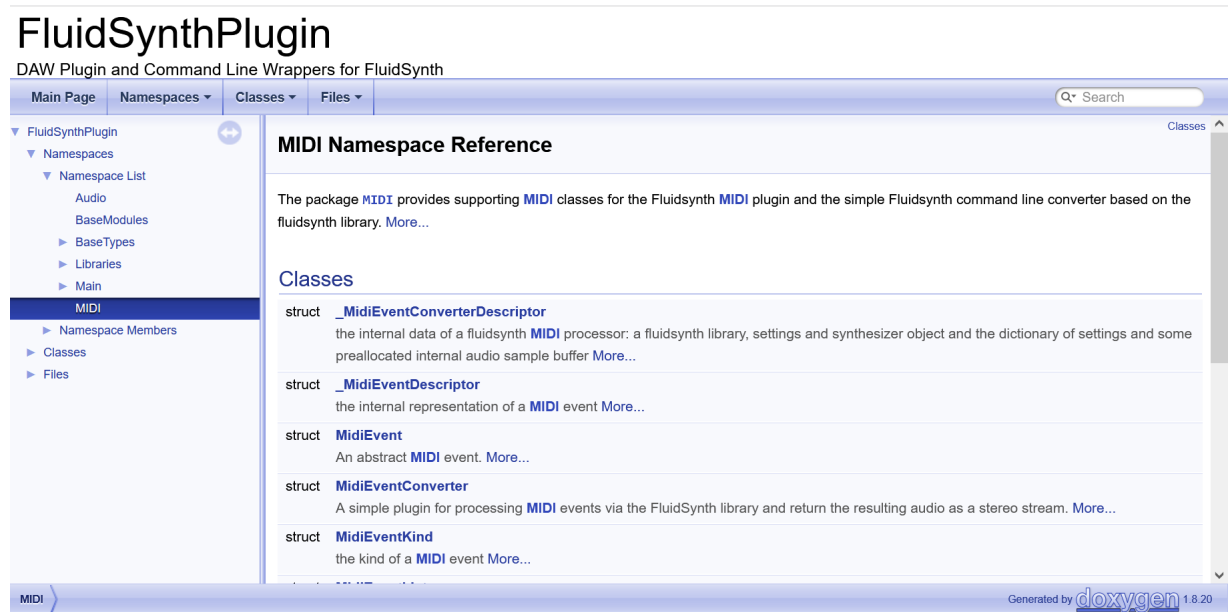 FluidSynthPlugin
DAW Plugin and Command Line Wrappers for FluidSynth
Main Page
Namespaces
Classes
Files
Search
FluidSynthPlugin
Namespaces
Namespace List
Audio
BaseModules
BaseTypes
Libraries
Main
MIDI
Namespace Members
Classes
Files
Classes
MIDI Namespace Reference
The package MIDI provides supporting MIDI classes for the Fluidsynth MIDI plugin and the simple Fluidsynth command line converter based on the
fluidsynth library. More...
Classes
struct _MidiEventConverterDescriptor
the internal data of a fluidsynth MIDI processor: a fluidsynth library, settings and synthesizer object and the dictionary of settings and some
preallocated internal audio sample buffer More...
struct _MidiEventDescriptor
the internal representation of a MIDI event More...
struct MidiEvent
An abstract MIDI event. More...
struct MidiEventConverter
A simple plugin for processing MIDI events via the FluidSynth library and return the resulting audio as a stereo stream. More...
struct MidiEventKind
the kind of a MIDI event More...
MIDI
Generated by doxygen 1.8.20